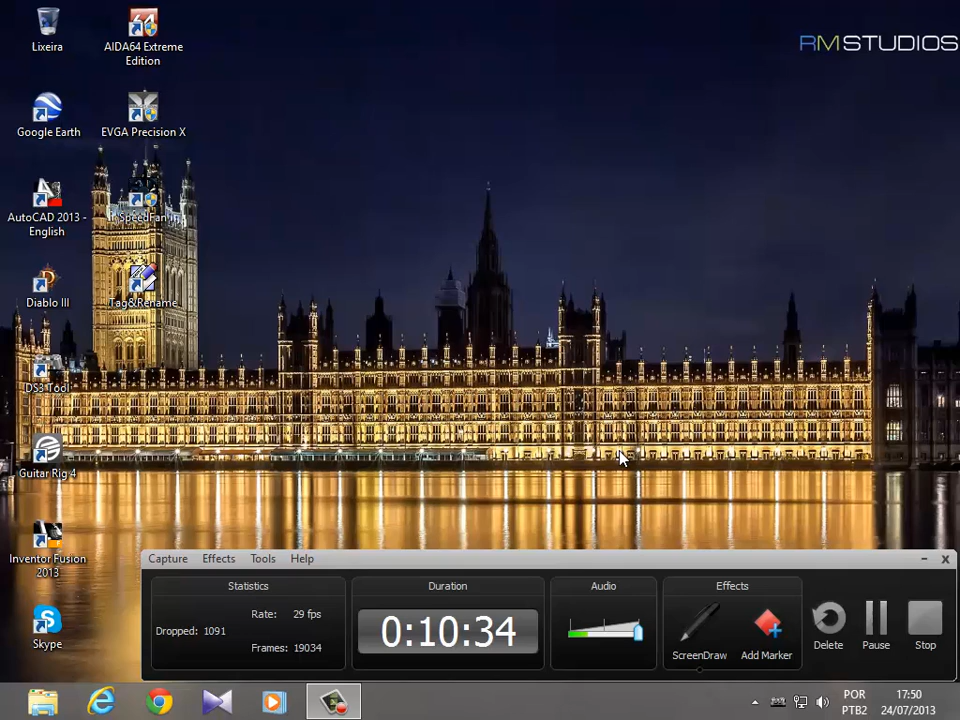 Lixeira
AIDA64 Extreme
Edition
RMSTUDIOS
Google Earth
EVGA Precision X
AutoCAD 2013 -
English
SpeedFan
Diablo III
Tag&Rename
DS3 Tool
Guitar Rig 4
Inventor Fusion
2013
Skype
Capture Effects Tools Help
Statistics
Rate: 29 fps
Dropped: 1091
Frames: 19034
Duration
0:10:34
Audio
Effects
ScreenDraw
Add Marker
Delete
Pause
Stop
POR
PTB2
17:50
24/07/2013